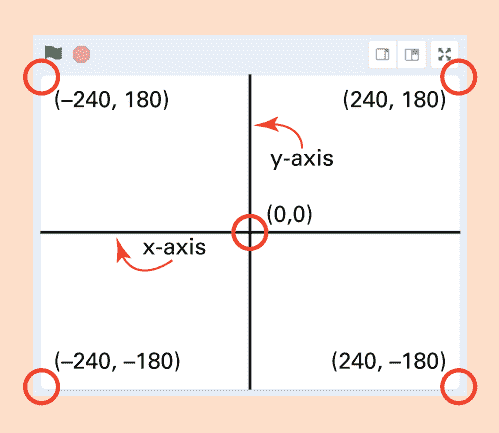 (–240, 180)
(240, 180)
y-axis
(0,0)
x-axis
(–240, –180)
(240, –180)